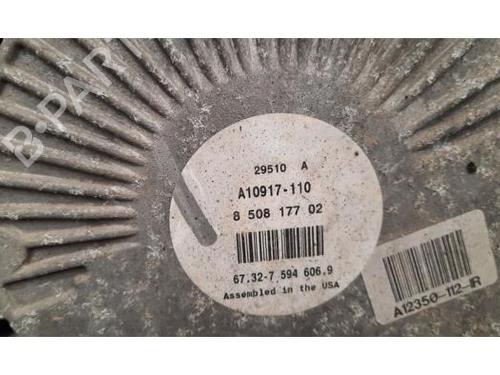 B-PARTS
29510 A
A10917-110
8 508 177 02
67.32-7 594 606.9
Assembled in the USA
A12350-112-IR